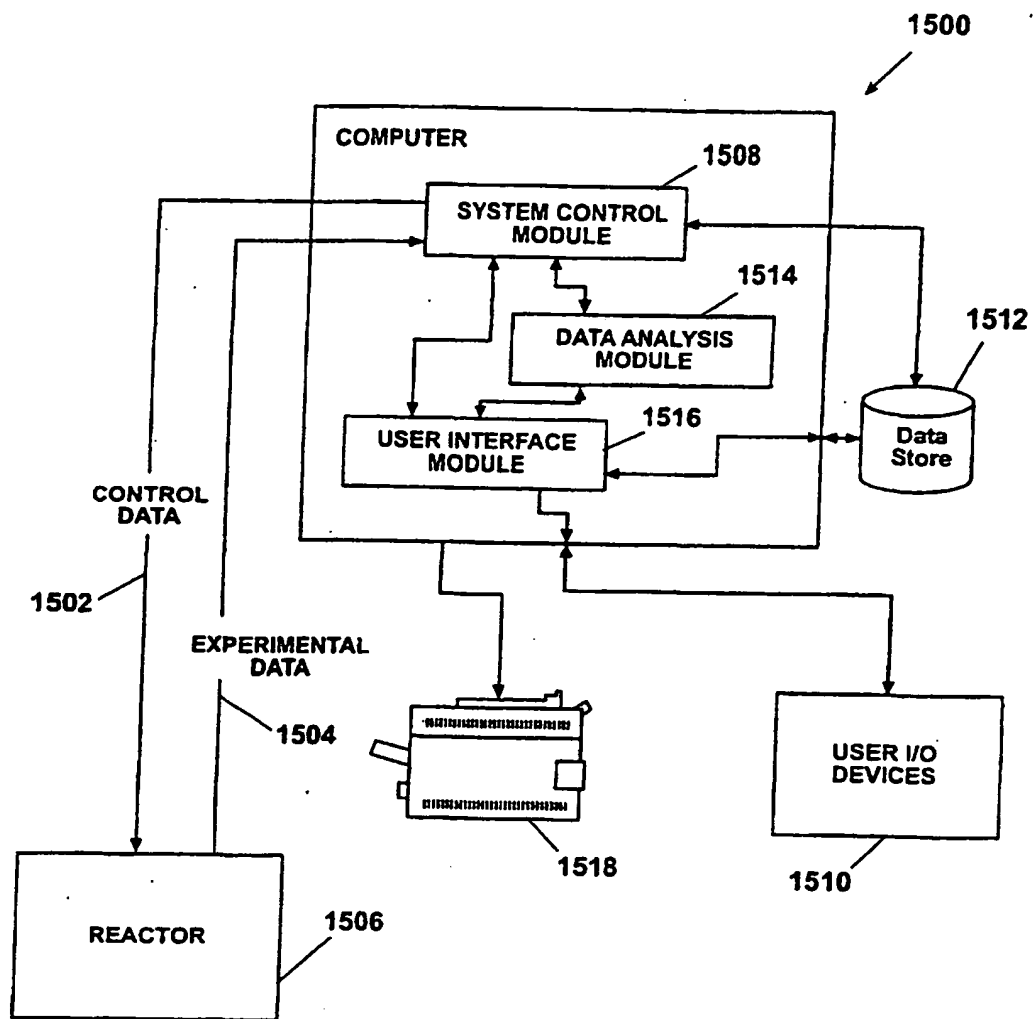 1500
COMPUTER
1508
SYSTEM CONTROL
MODULE
1514
DATA ANALYSIS
MODULE
1512
Data
Store
1516
USER INTERFACE
MODULE
CONTROL
DATA
1502
EXPERIMENTAL
DATA
1504
USER I/O
DEVICES
1518
1510
REACTOR
1506